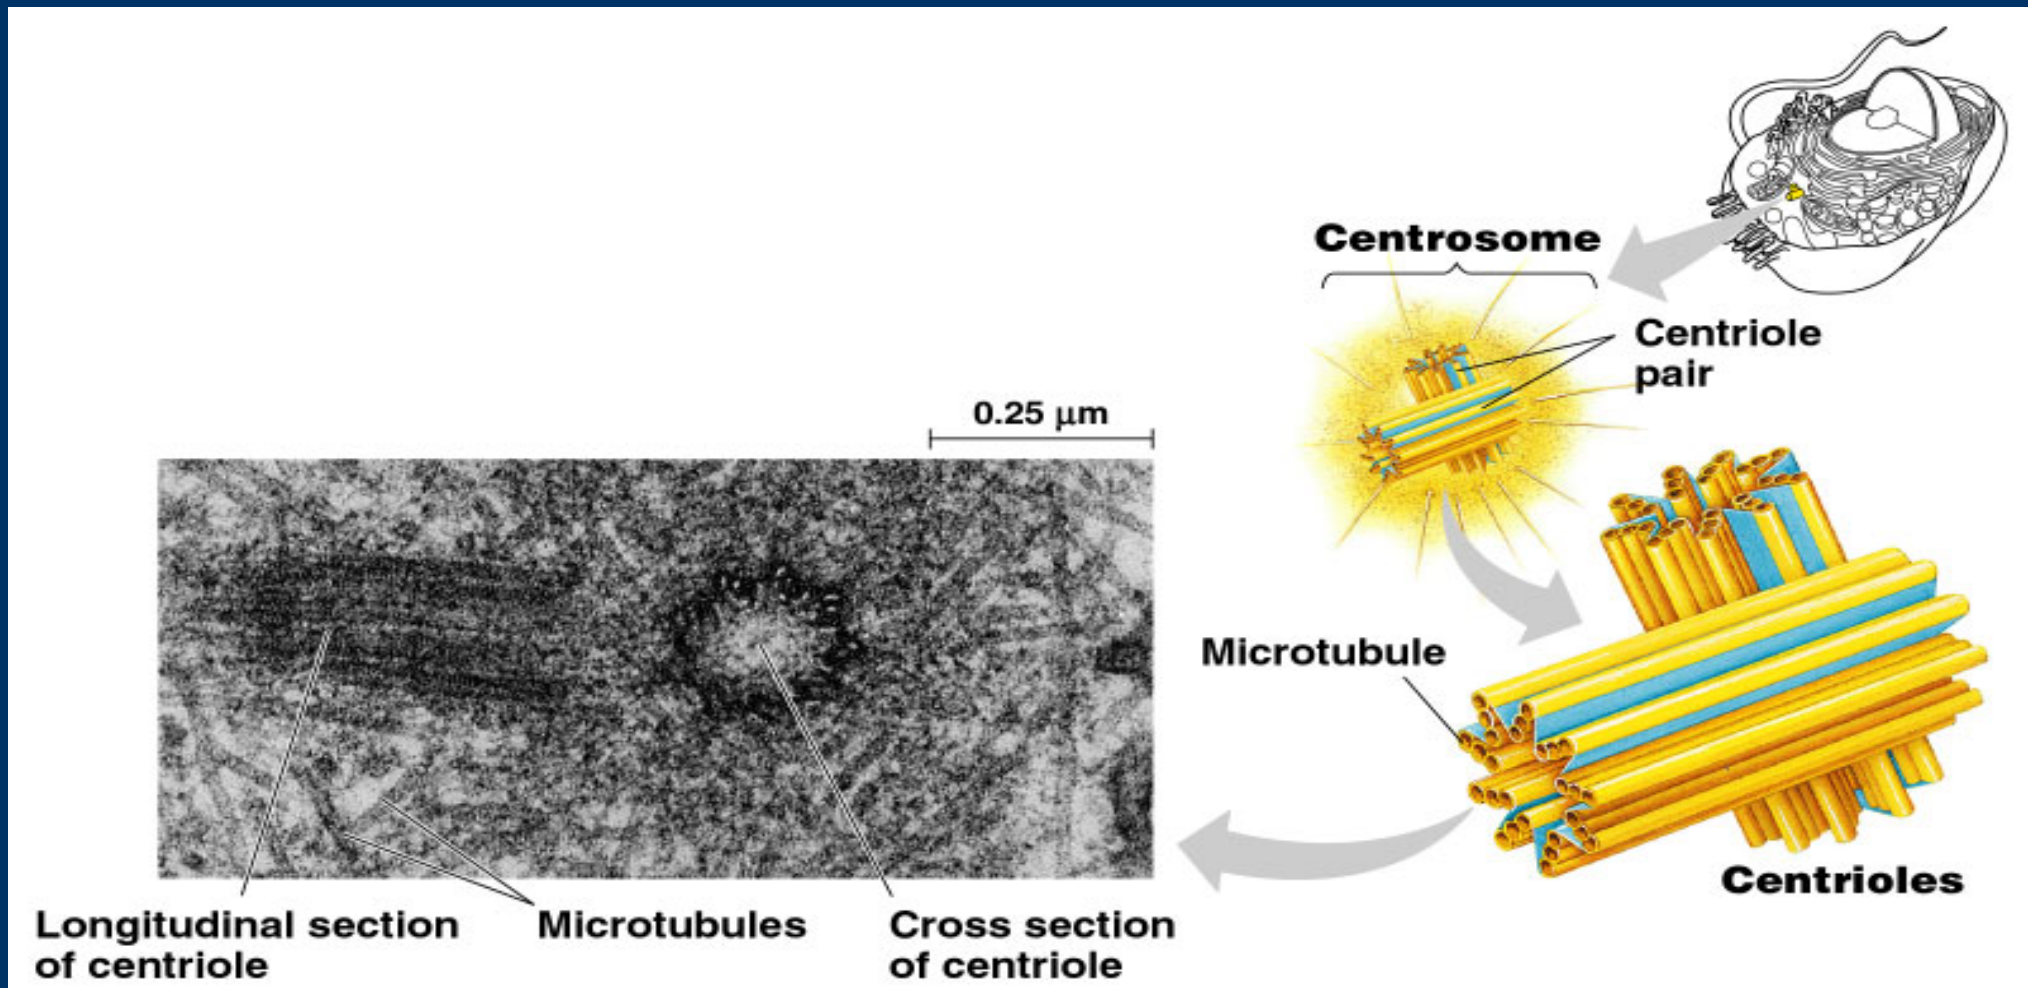 Centrosome
Centriole
pair
0.25 μm
Microtubule
Centrioles
Longitudinal section
of centriole
Microtubules
Cross section
of centriole